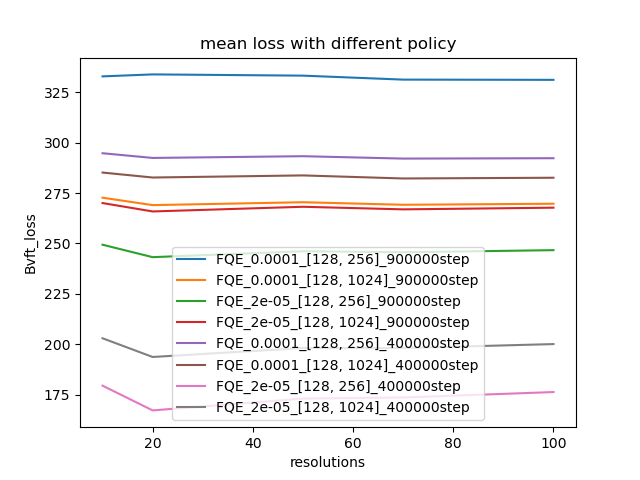 mean loss with different policy
Bvft_loss
325
300
275
250
225
200
175
FQE_0.0001_[128, 256]_900000step
FQE_0.0001_[128, 1024]_900000step
FQE_2e-05_[128, 256]_900000step
FQE_2e-05_[128, 1024]_900000step
FQE_0.0001_[128, 256]_400000step
FQE_0.0001_[128, 1024]_400000step
FQE_2e-05_[128, 256]_400000step
FQE_2e-05_[128, 1024]_400000step
20 40 60 80 100
resolutions